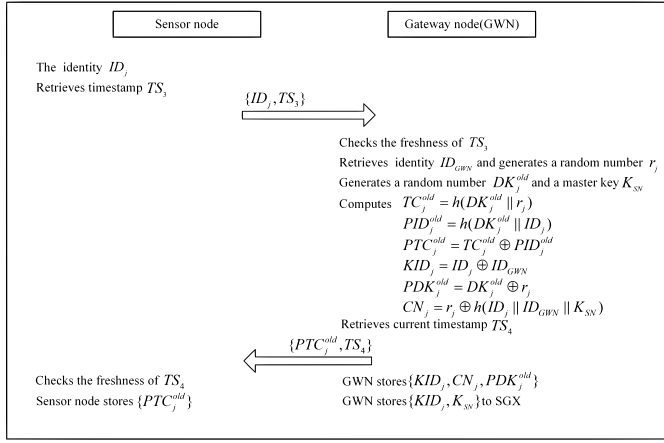 Sensor node
Gateway node(GWN)
The identity ID_j
Retrieves timestamp TS_3
{ID_j, TS_3}
Checks the freshness of TS_3
Retrieves identity ID_GWN and generates a random number r_j
Generates a random number DK_j^old and a master key K_SN
Computes TC_j^old = h(DK_j^old || r_j)
PID_j^old = h(DK_j^old || ID_j)
PTC_j^old = TC_j^old ⊕ PID_j^old
KID_j = ID_j ⊕ ID_GWN
PDK_j^old = DK_j^old ⊕ r_j
CN_j = r_j ⊕ h(ID_j || ID_GWN || K_SN)
Retrieves current timestamp TS_4
{PTC_j^old, TS_4}
Checks the freshness of TS_4
Sensor node stores {PTC_j^old}
GWN stores{KID_j, CN_j, PDK_j^old}
GWN stores{KID_j, K_SN} to SGX